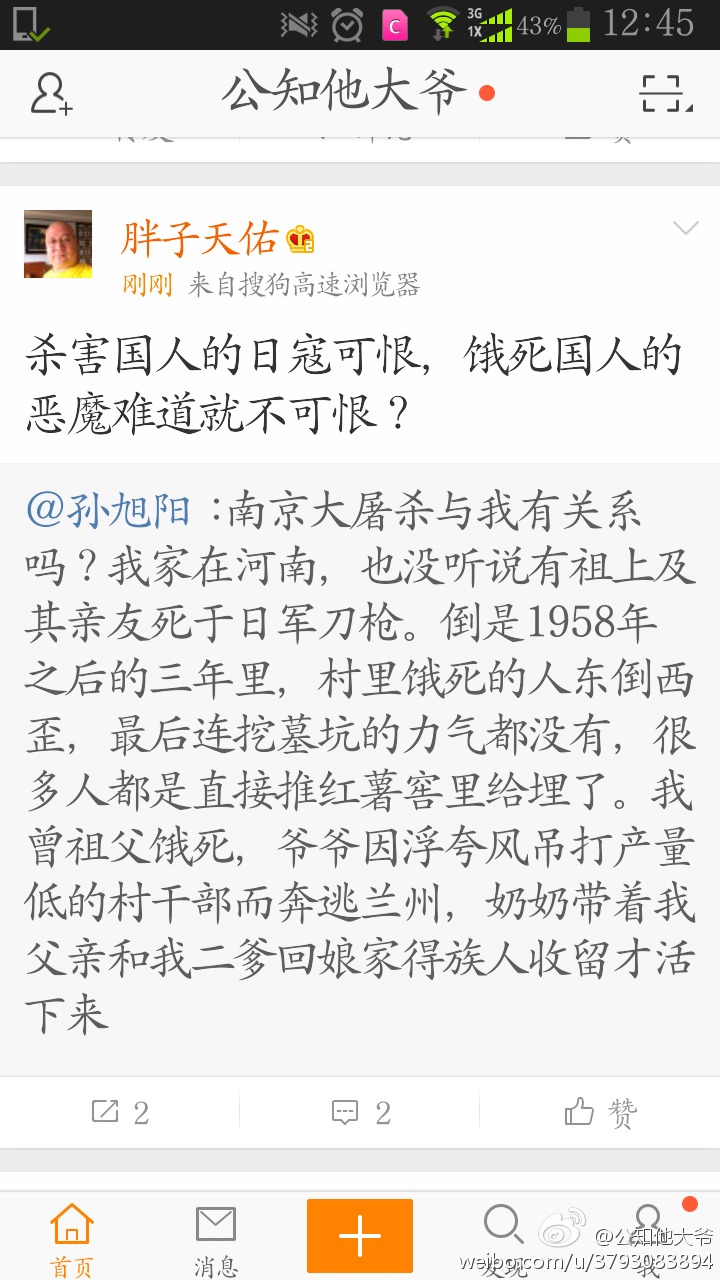 C
3G
1X
43%
12:45
公知他大爷
胖子天佑
刚刚 来自搜狗高速浏览器
杀害国人的日寇可恨，饿死国人的
恶魔难道就不可恨？
@孙旭阳 :南京大屠杀与我有关系
吗？我家在河南，也没听说有祖上及
其亲友死于日军刀枪。倒是1958年
之后的三年里，村里饿死的人东倒西
歪，最后连挖墓坑的力气都没有，很
多人都是直接推红薯窖里给埋了。我
曾祖父饿死，爷爷因浮夸风吊打产量
低的村干部而奔逃兰州，奶奶带着我
父亲和我二爹回娘家得族人收留才活
下来
2
2
赞
首页
消息
发现
我
@公知他大爷
weibo.com/u/3793083894